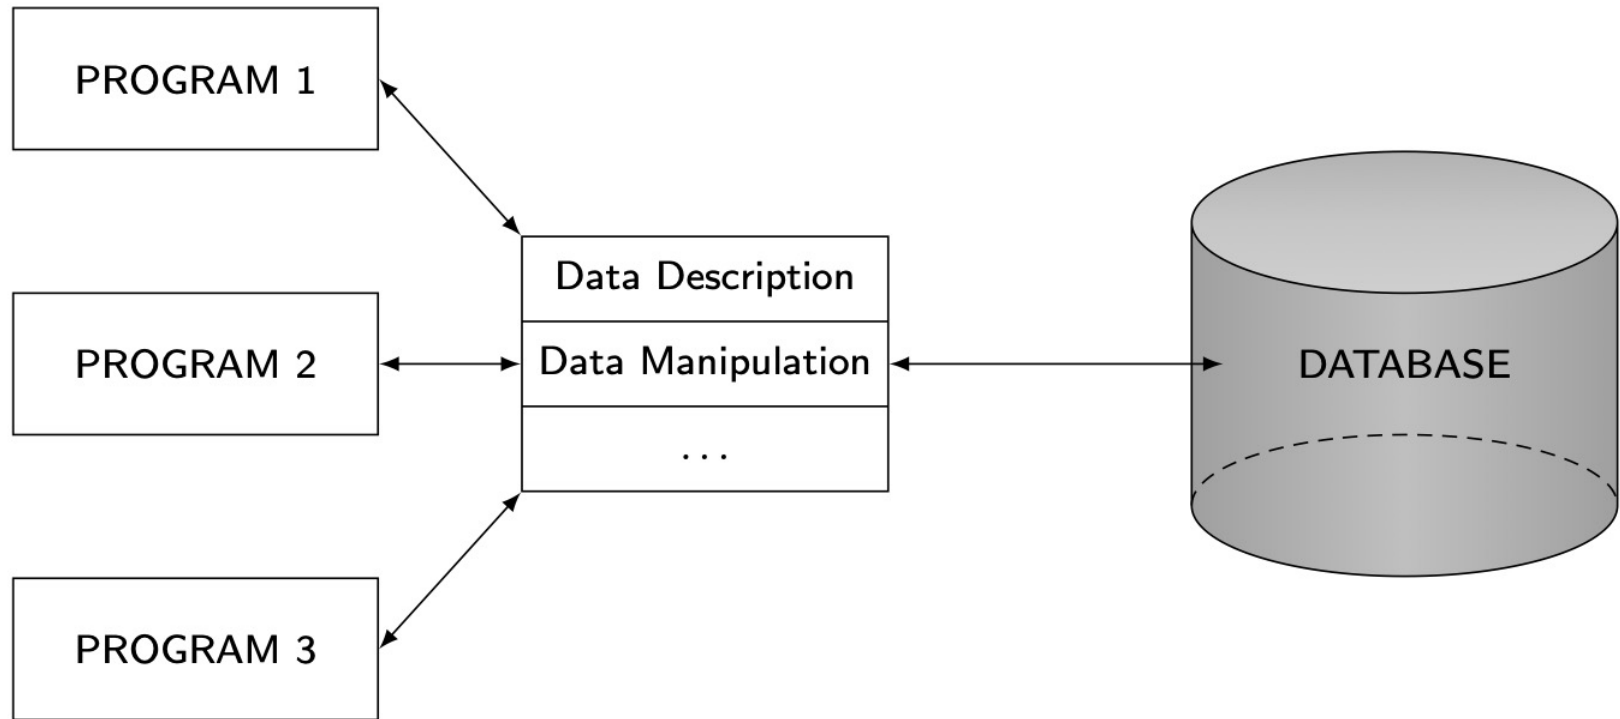 PROGRAM 1
Data Description
PROGRAM 2
Data Manipulation
DATABASE
...
PROGRAM 3